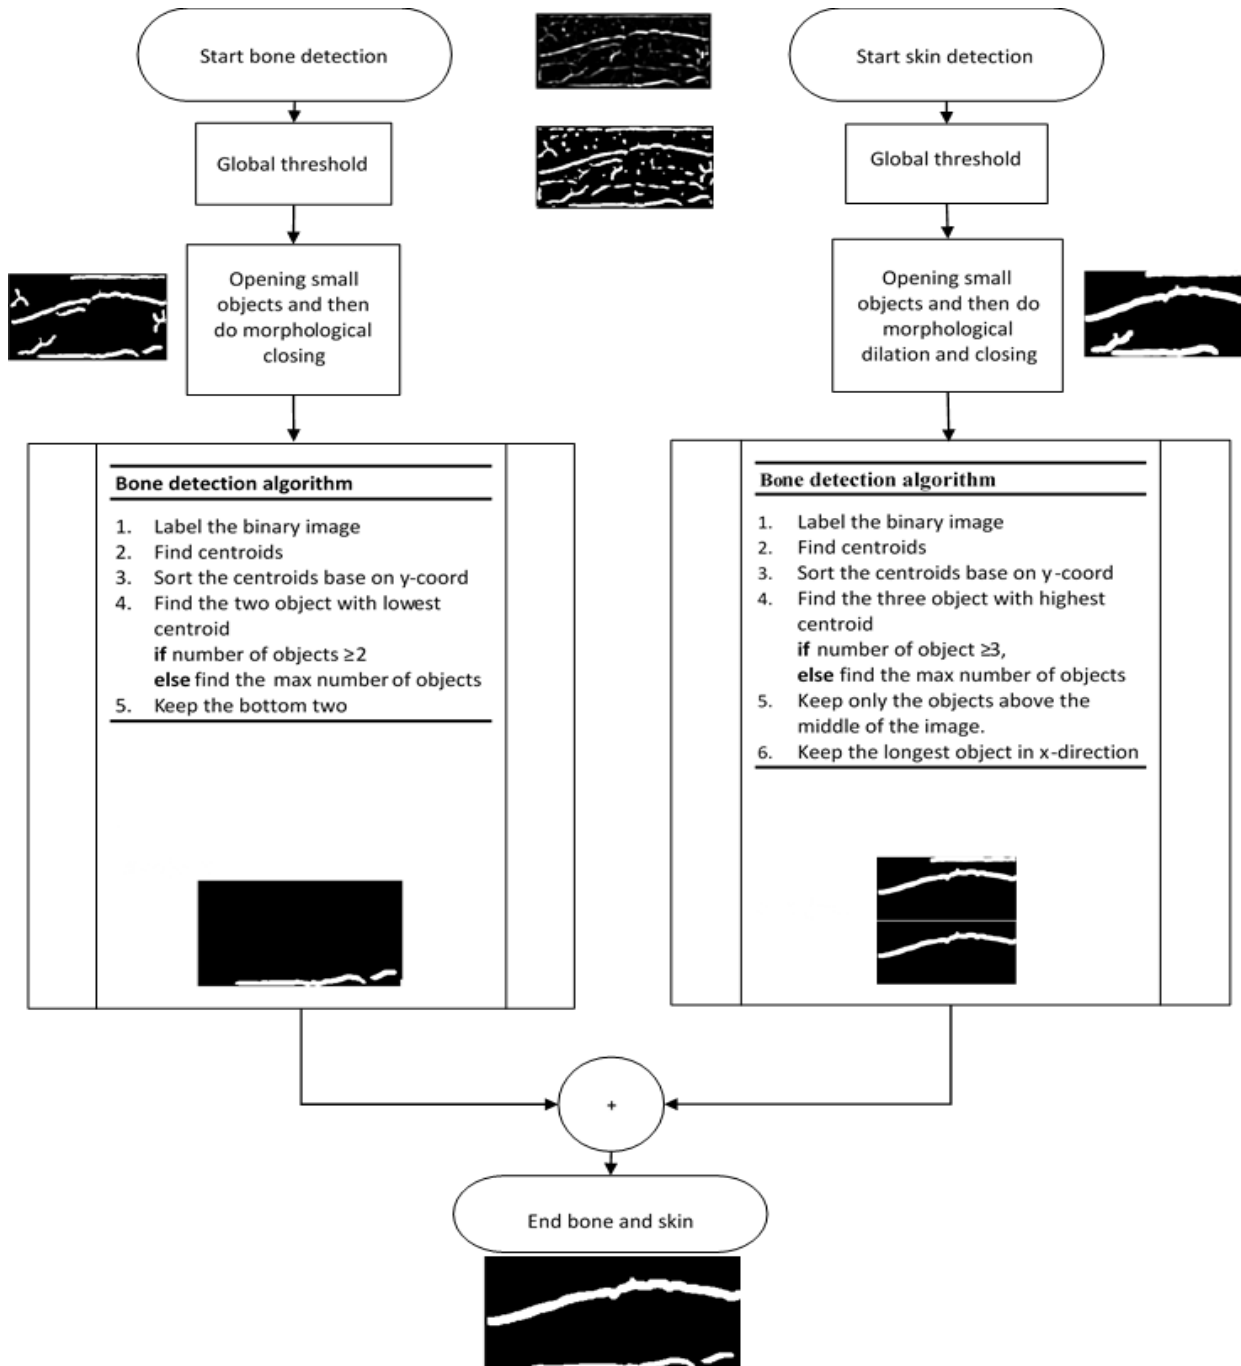 Start bone detection
Global threshold
Opening small
objects and then
do morphological
closing
Bone detection algorithm
1. Label the binary image
2. Find centroids
3. Sort the centroids base on y-coord
4. Find the two object with lowest
centroid
if number of objects ≥2
else find the max number of objects
5. Keep the bottom two
Start skin detection
Global threshold
Opening small
objects and then do
morphological
dilation and closing
Bone detection algorithm
1. Label the binary image
2. Find centroids
3. Sort the centroids base on y-coord
4. Find the three object with highest
centroid
if number of object ≥3,
else find the max number of objects
5. Keep only the objects above the
middle of the image.
6. Keep the longest object in x-direction
+
End bone and skin